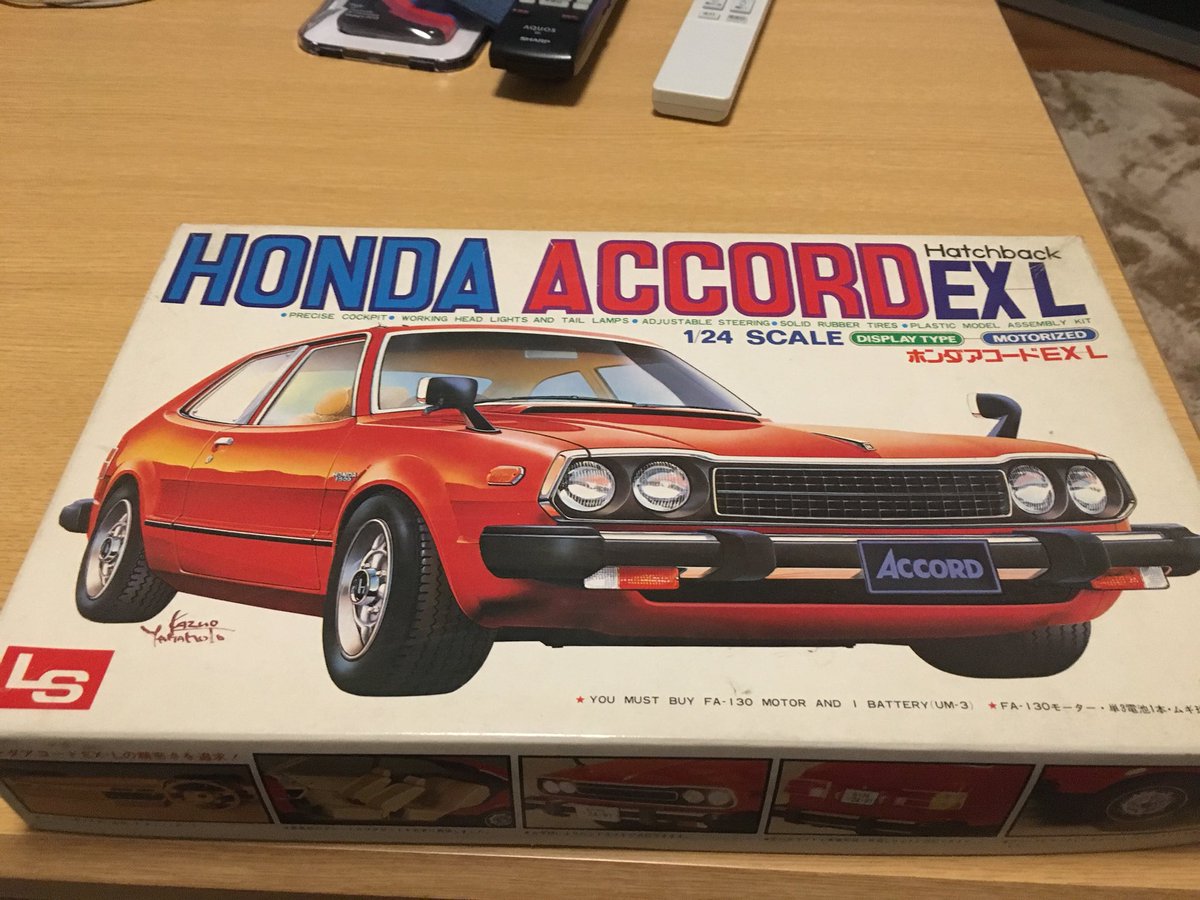 AQUOS
SHARP
HONDA ACCORD Hatchback EX L
•PRECISE COCKPIT• WORKING HEAD LIGHTS AND TAIL LAMPS•ADJUSTABLE STEERING•SOLID RUBBER TIRES•PLASTIC MODEL ASSEMBLY KIT
1/24 SCALE DISPLAY TYPE MOTORIZED
ホンダアコードEX・L
HONDA
ACCORD
Kazuo
Yamamoto
LS
★YOU MUST BUY FA-130 MOTOR AND 1 BATTERY(UM-3) ★FA-130モーター・単3電池1本・ムギ